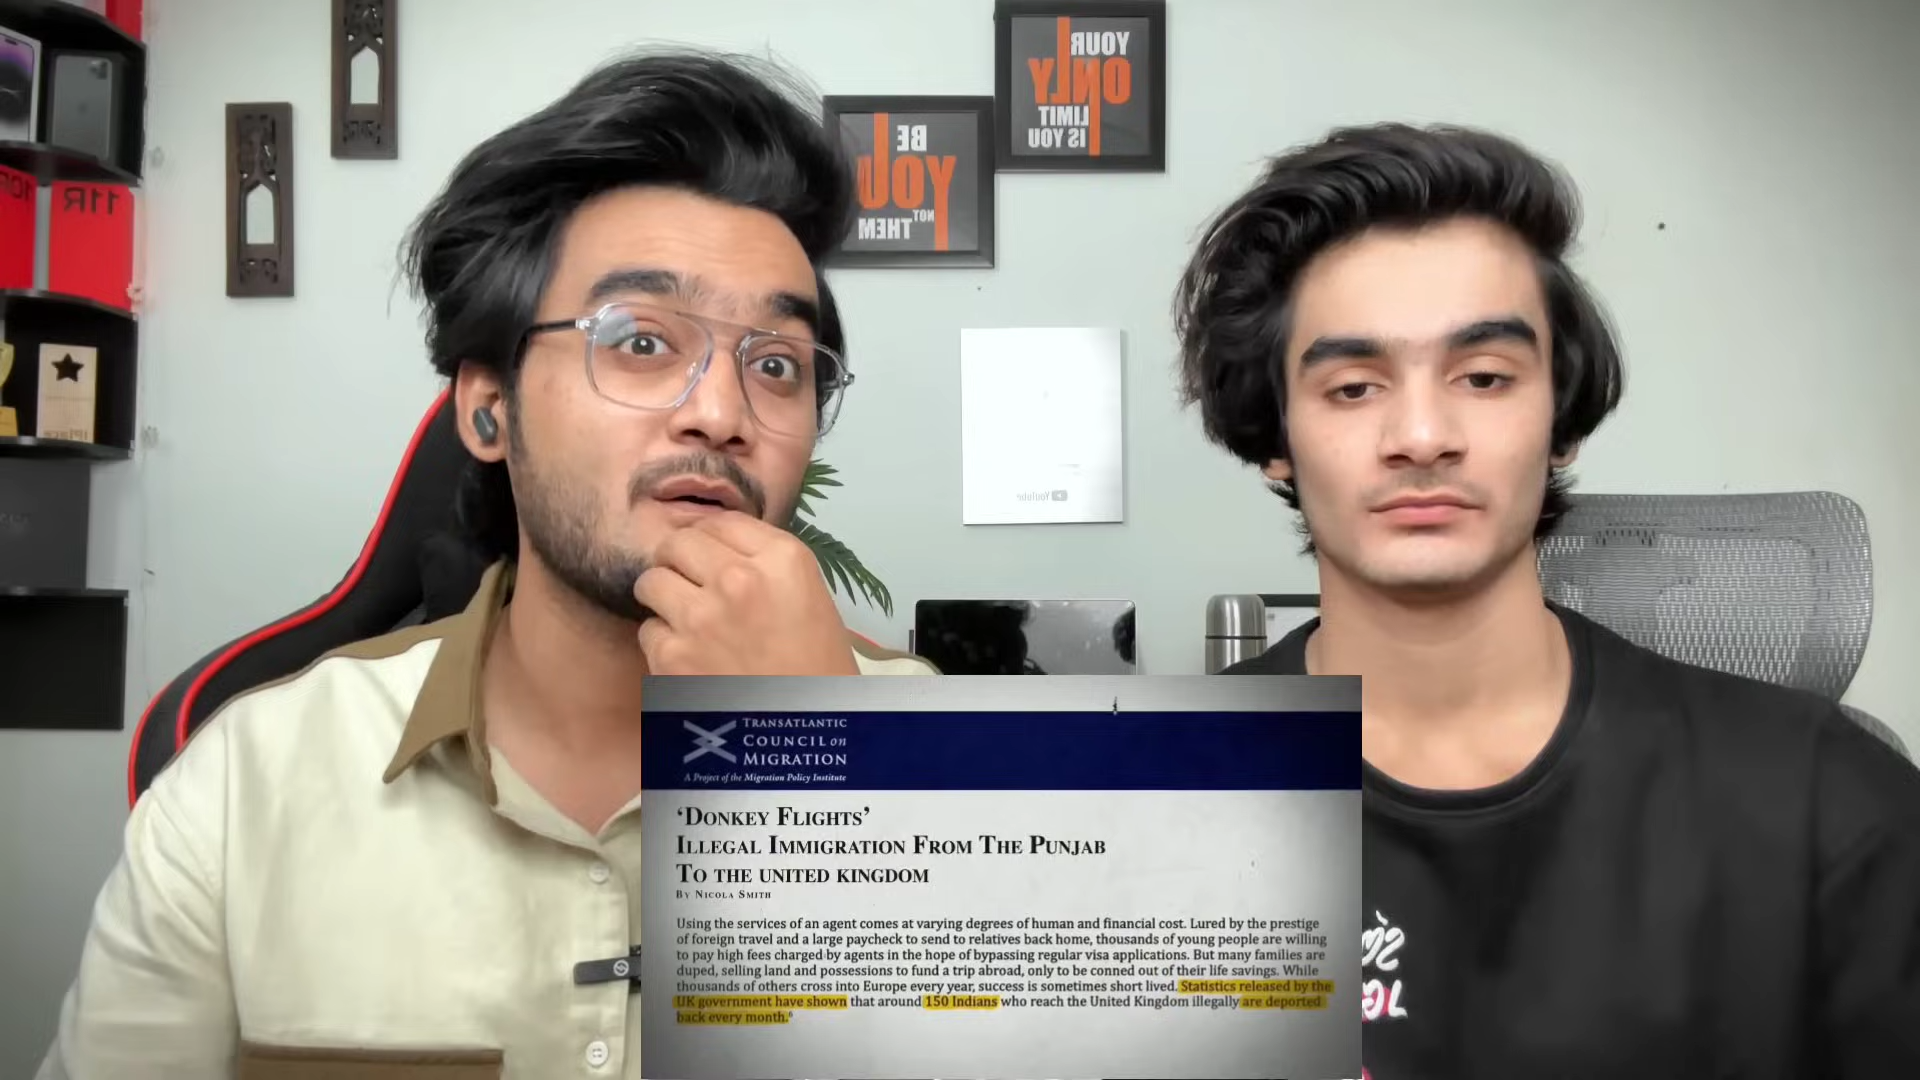 YOUR
ONLY
LIMIT
IS YOU
BE
YOU
NOT
THEM
11R
YouTube
TRANSATLANTIC
COUNCIL on
MIGRATION
A Project of the Migration Policy Institute
‘DONKEY FLIGHTS’
ILLEGAL IMMIGRATION FROM THE PUNJAB
TO THE UNITED KINGDOM
BY NICOLA SMITH
Using the services of an agent comes at varying degrees of human and financial cost. Lured by the prestige
of foreign travel and a large paycheck to send to relatives back home, thousands of young people are willing
to pay high fees charged by agents in the hope of bypassing regular visa applications. But many families are
duped, selling land and possessions to fund a trip abroad, only to be conned out of their life savings. While
thousands of others cross into Europe every year, success is sometimes short lived. Statistics released by the
UK government have shown that around 150 Indians who reach the United Kingdom illegally are deported
back every month.⁶